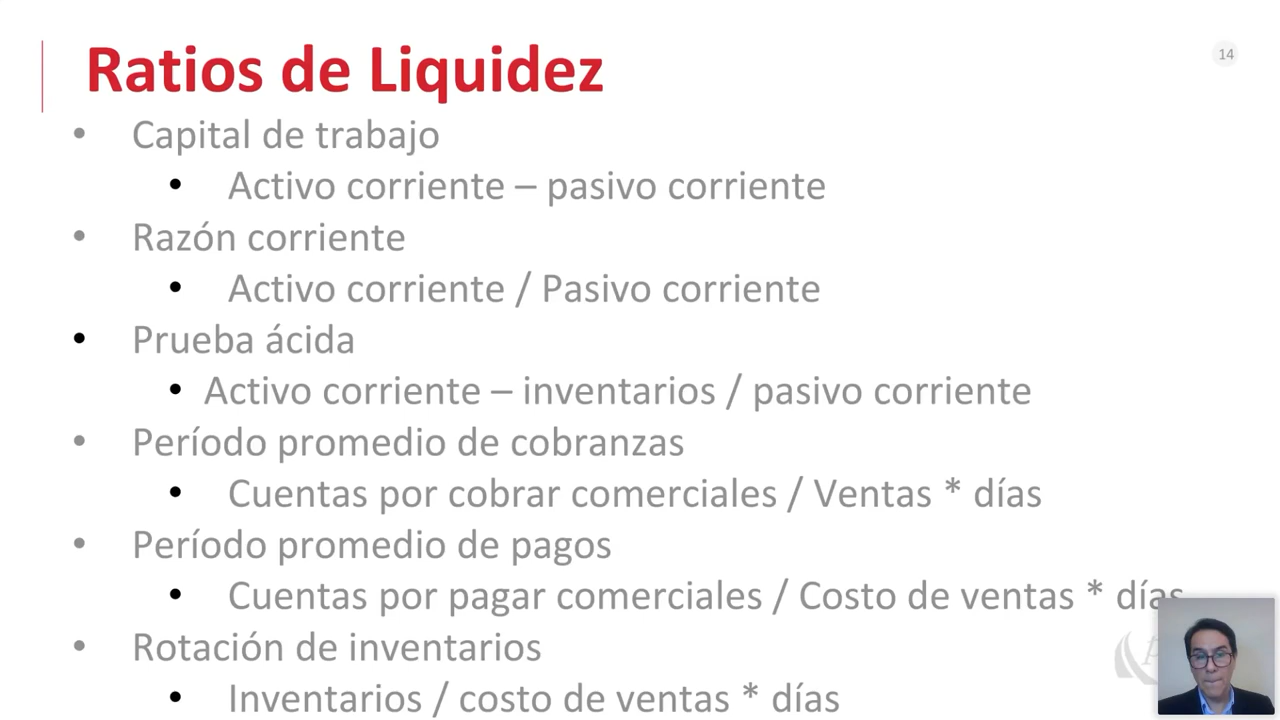 Ratios de Liquidez
14
• Capital de trabajo
• Activo corriente – pasivo corriente
• Razón corriente
• Activo corriente / Pasivo corriente
• Prueba ácida
• Activo corriente – inventarios / pasivo corriente
• Período promedio de cobranzas
• Cuentas por cobrar comerciales / Ventas * días
• Período promedio de pagos
• Cuentas por pagar comerciales / Costo de ventas * días
• Rotación de inventarios
• Inventarios / costo de ventas * días